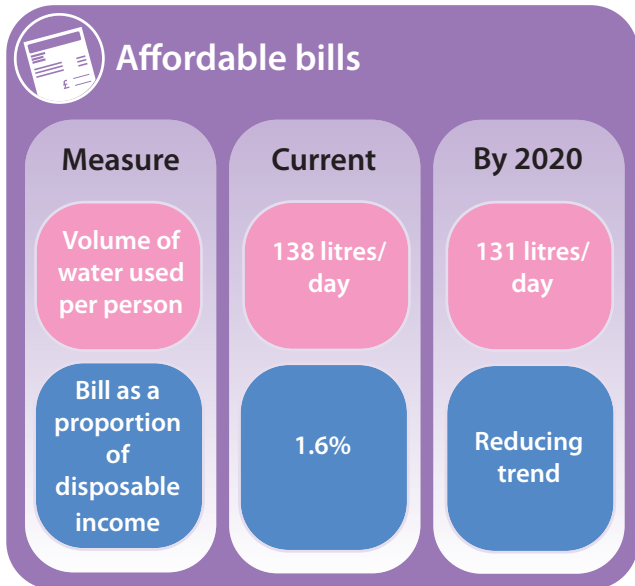 Affordable bills
£
Measure
Current
By 2020
Volume of
water used
per person
138 litres/
day
131 litres/
day
Bill as a
proportion
of
disposable
income
1.6%
Reducing
trend